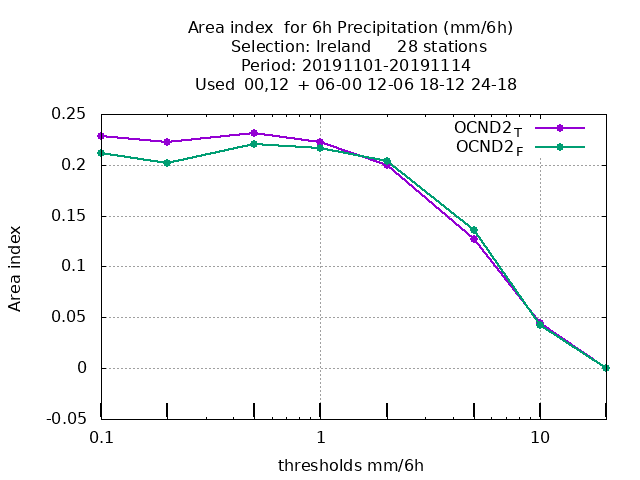 Area index  for 6h Precipitation (mm/6h)
Selection: Ireland     28 stations
Period: 20191101-20191114
Used  00,12  + 06-00 12-06 18-12 24-18
OCND2_T
OCND2_F
0.25
0.2
0.15
0.1
0.05
0
-0.05
Area index
0.1 1 10
thresholds mm/6h